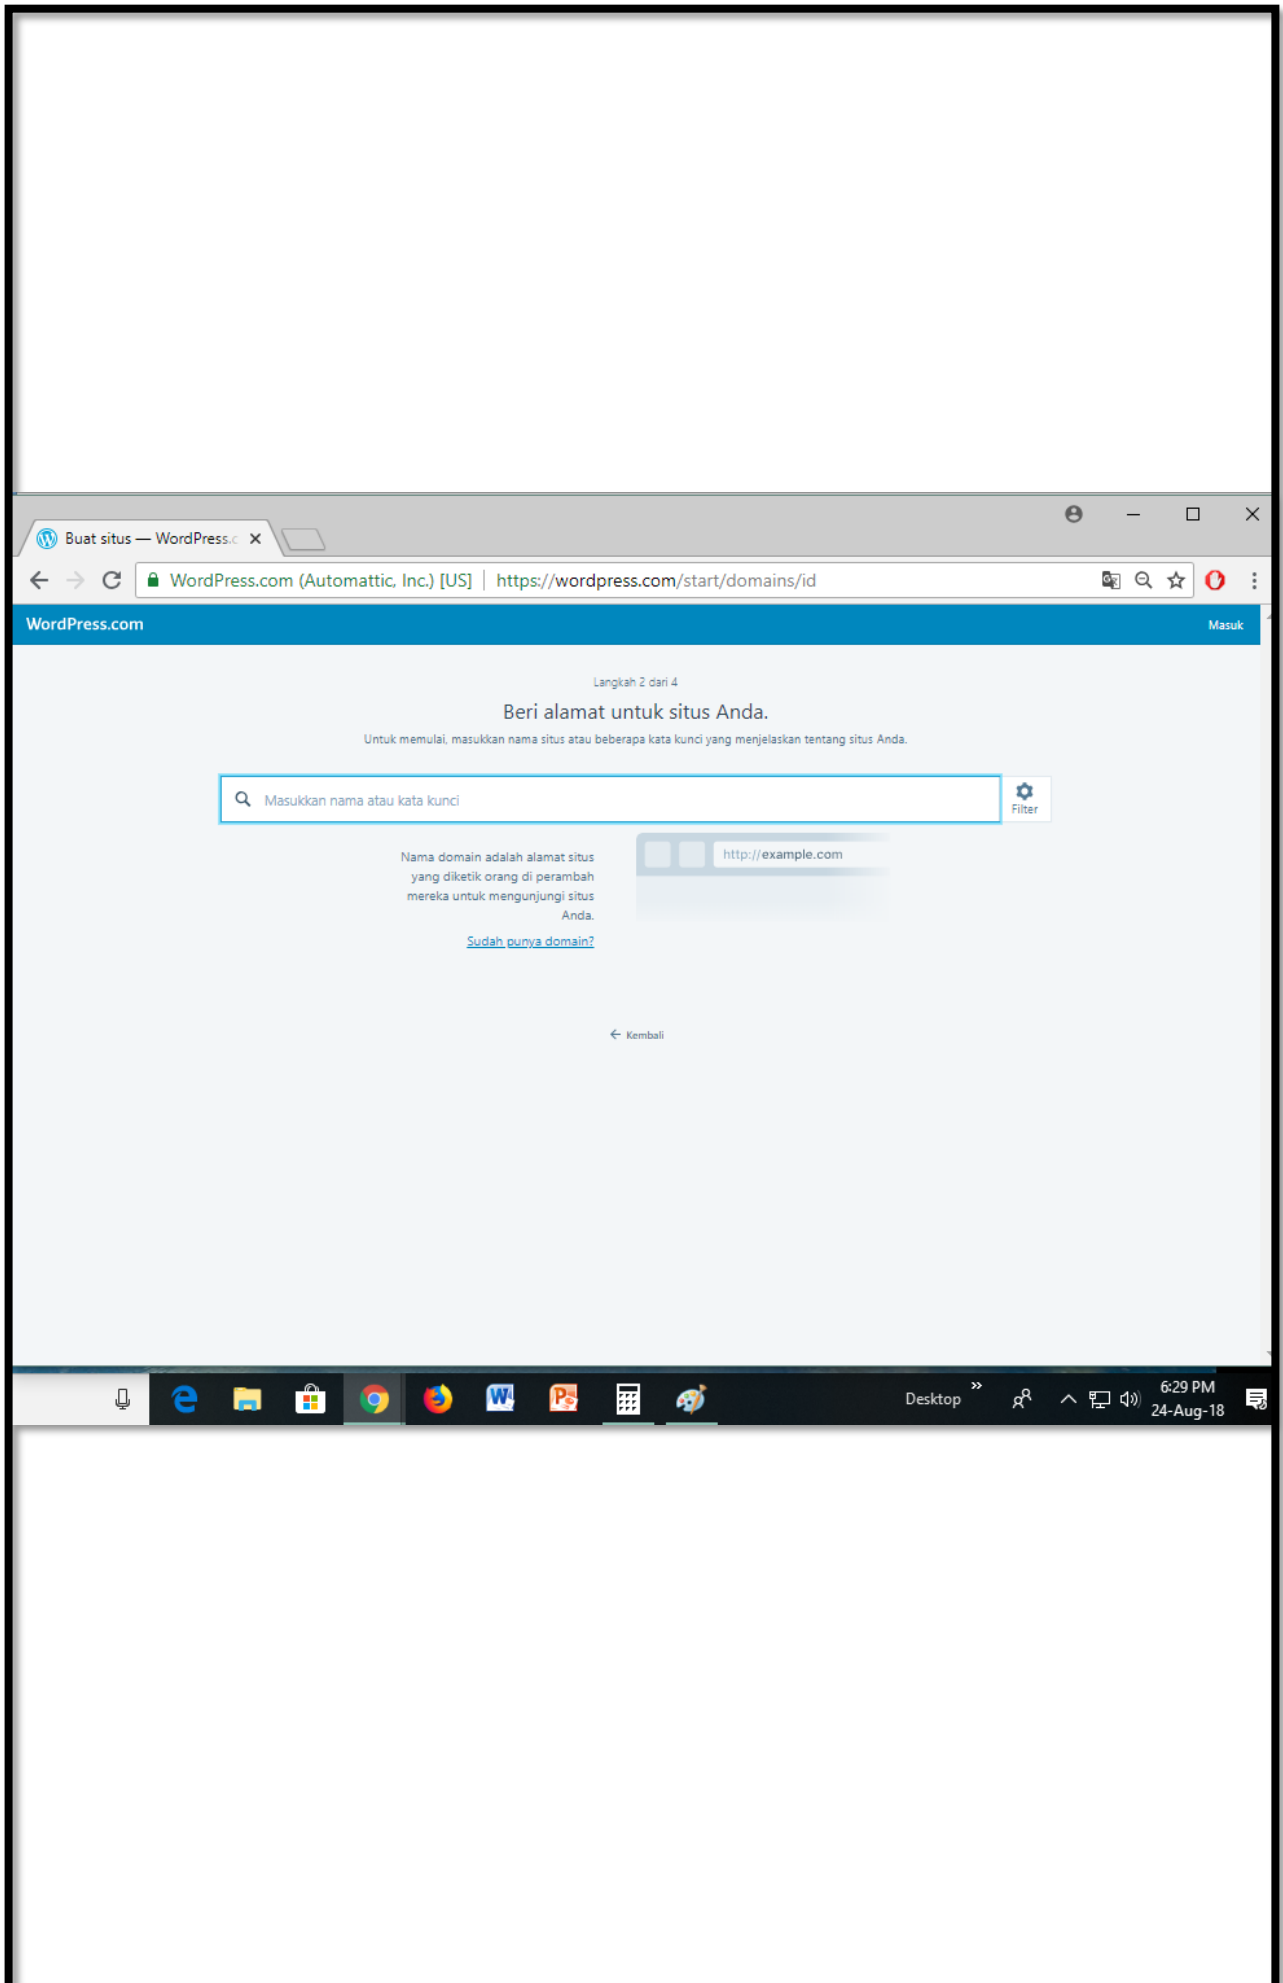 Buat situs — WordPress.c
WordPress.com (Automattic, Inc.) [US] | https://wordpress.com/start/domains/id
WordPress.com
Masuk
Langkah 2 dari 4
Beri alamat untuk situs Anda.
Untuk memulai, masukkan nama situs atau beberapa kata kunci yang menjelaskan tentang situs Anda.
Masukkan nama atau kata kunci
Filter
Nama domain adalah alamat situs
yang diketik orang di perambah
mereka untuk mengunjungi situs
Anda.
Sudah punya domain?
http://example.com
← Kembali
Desktop
6:29 PM
24-Aug-18